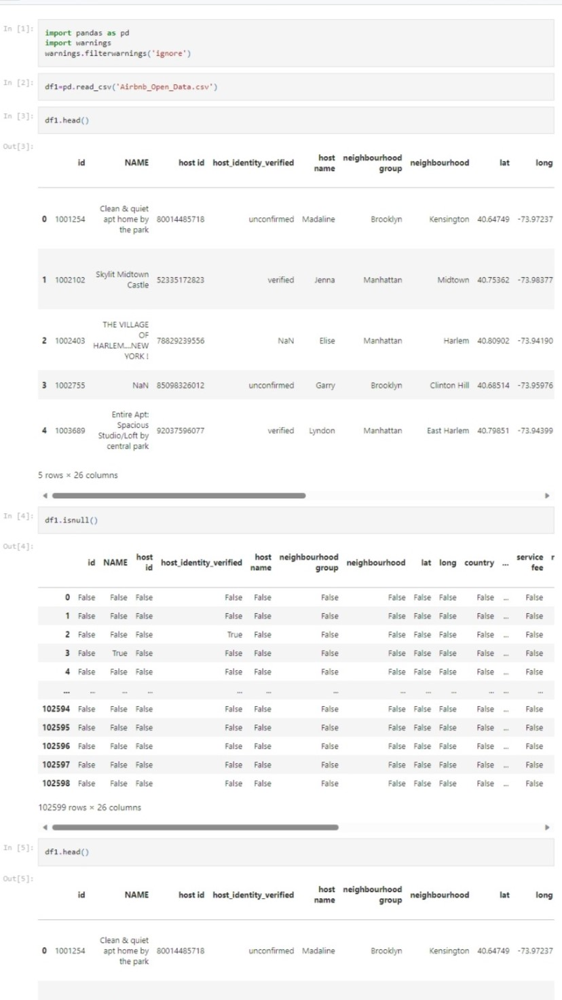 In [1]:
import pandas as pd
import warnings
warnings.filterwarnings('ignore')
In [2]:
df1=pd.read_csv('Airbnb_Open_Data.csv')
In [3]:
df1.head()
Out[3]:
id NAME host id host_identity_verified host name neighbourhood group neighbourhood lat long
0 1001254 Clean & quiet apt home by the park 80014485718 unconfirmed Madaline Brooklyn Kensington 40.64749 -73.97237
1 1002102 Skylit Midtown Castle 52335172823 verified Jenna Manhattan Midtown 40.75362 -73.98377
2 1002403 THE VILLAGE OF HARLEM....NEW YORK ! 78829239556 NaN Elise Manhattan Harlem 40.80902 -73.94190
3 1002755 NaN 85098326012 unconfirmed Garry Brooklyn Clinton Hill 40.68514 -73.95976
4 1003689 Entire Apt: Spacious Studio/Loft by central park 92037596077 verified Lyndon Manhattan East Harlem 40.79851 -73.94399
5 rows × 26 columns
In [4]:
df1.isnull()
Out[4]:
id NAME host id host_identity_verified host name neighbourhood group neighbourhood lat long country ... service fee r
0 False False False False False False False False False False ... False
1 False False False False False False False False False False ... False
2 False False False True False False False False False False ... False
3 False True False False False False False False False False ... False
4 False False False False False False False False False False ... False
... ... ... ... ... ... ... ... ... ... ... ... ...
102594 False False False False False False False False False False ... False
102595 False False False False False False False False False False ... False
102596 False False False False False False False False False False ... False
102597 False False False False False False False False False False ... False
102598 False False False False False False False False False False ... False
102599 rows × 26 columns
In [5]:
df1.head()
Out[5]:
id NAME host id host_identity_verified host name neighbourhood group neighbourhood lat long
0 1001254 Clean & quiet apt home by the park 80014485718 unconfirmed Madaline Brooklyn Kensington 40.64749 -73.97237